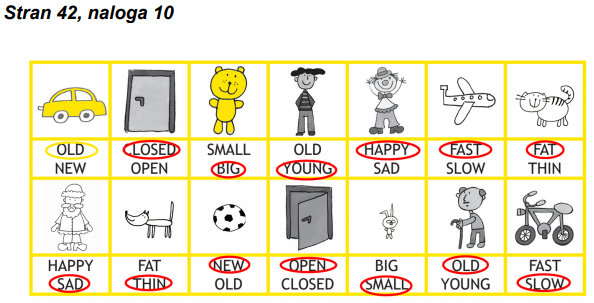 Stran 42, naloga 10
OLD CLOSED SMALL OLD HAPPY FAST FAT
NEW OPEN BIG YOUNG SAD SLOW THIN
HAPPY FAT NEW OPEN BIG OLD FAST
SAD THIN OLD CLOSED SMALL YOUNG SLOW